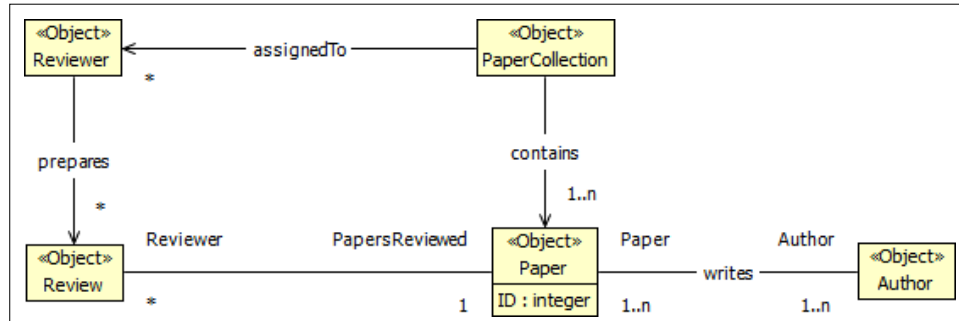 «Object»
Reviewer
assignedTo
«Object»
PaperCollection
*
prepares
contains
*
1..n
Reviewer
PapersReviewed
Paper
Author
«Object»
Review
«Object»
Paper
ID : integer
writes
«Object»
Author
*
1
1..n
1..n